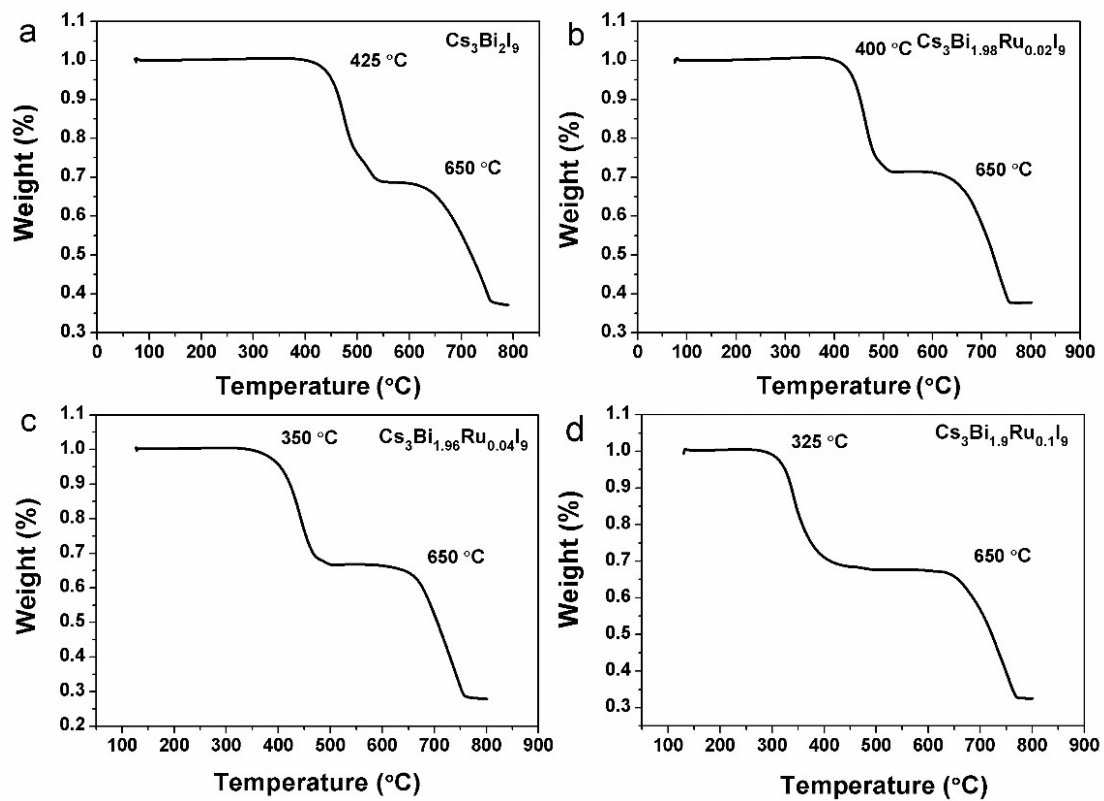 a
Cs3Bi2I9
425 °C
650 °C
1.1
1.0
0.9
0.8
0.7
0.6
0.5
0.4
0.3
Weight (%)
0 100 200 300 400 500 600 700 800
Temperature (°C)
b
400 °C Cs3Bi1.98Ru0.02I9
650 °C
1.1
1.0
0.9
0.8
0.7
0.6
0.5
0.4
0.3
Weight (%)
100 200 300 400 500 600 700 800 900
Temperature (°C)
c
350 °C
Cs3Bi1.96Ru0.04I9
650 °C
1.1
1.0
0.9
0.8
0.7
0.6
0.5
0.4
0.3
0.2
Weight (%)
100 200 300 400 500 600 700 800 900
Temperature (°C)
d
325 °C
Cs3Bi1.9Ru0.1I9
650 °C
1.1
1.0
0.9
0.8
0.7
0.6
0.5
0.4
0.3
Weight (%)
100 200 300 400 500 600 700 800 900
Temperature (°C)